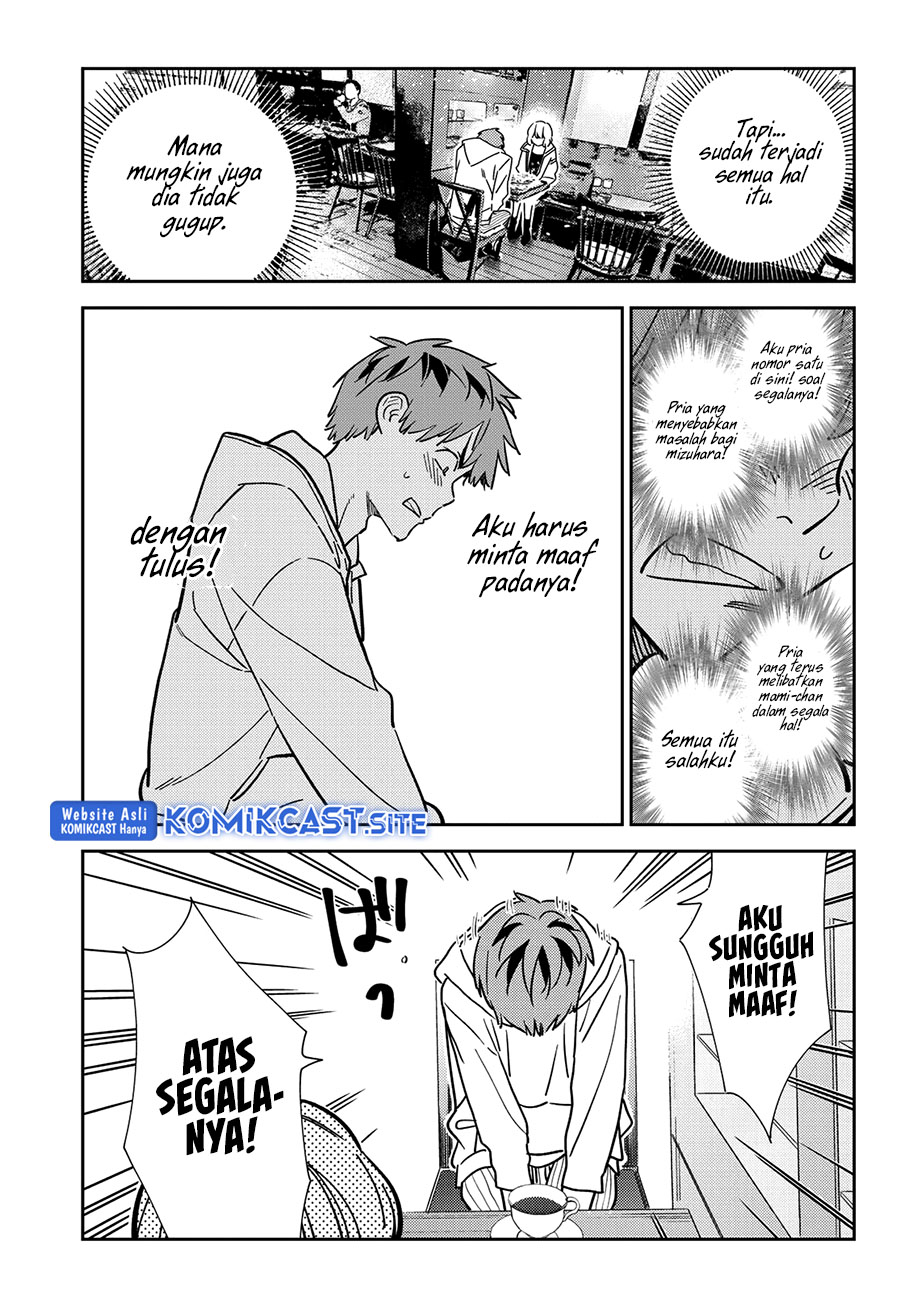 Tapi...
sudah terjadi
semua hal
itu.
Mana
mungkin juga
dia tidak
gugup.
Aku pria
nomor satu
di sini! soal
segalanya!
Pria yang
menyebabkan
masalah bagi
mizuhara!
Pria
yang terus
melibatkan
mami-chan
dalam segala
hal!
Semua itu
salahku!
Aku harus
minta maaf
padanya!
dengan
tulus!
Website Asli
KOMIKCAST Hanya
KOMIKCAST.SITE
AKU
SUNGGUH
MINTA
MAAF!
ばっ
ATAS
SEGALA-
NYA!